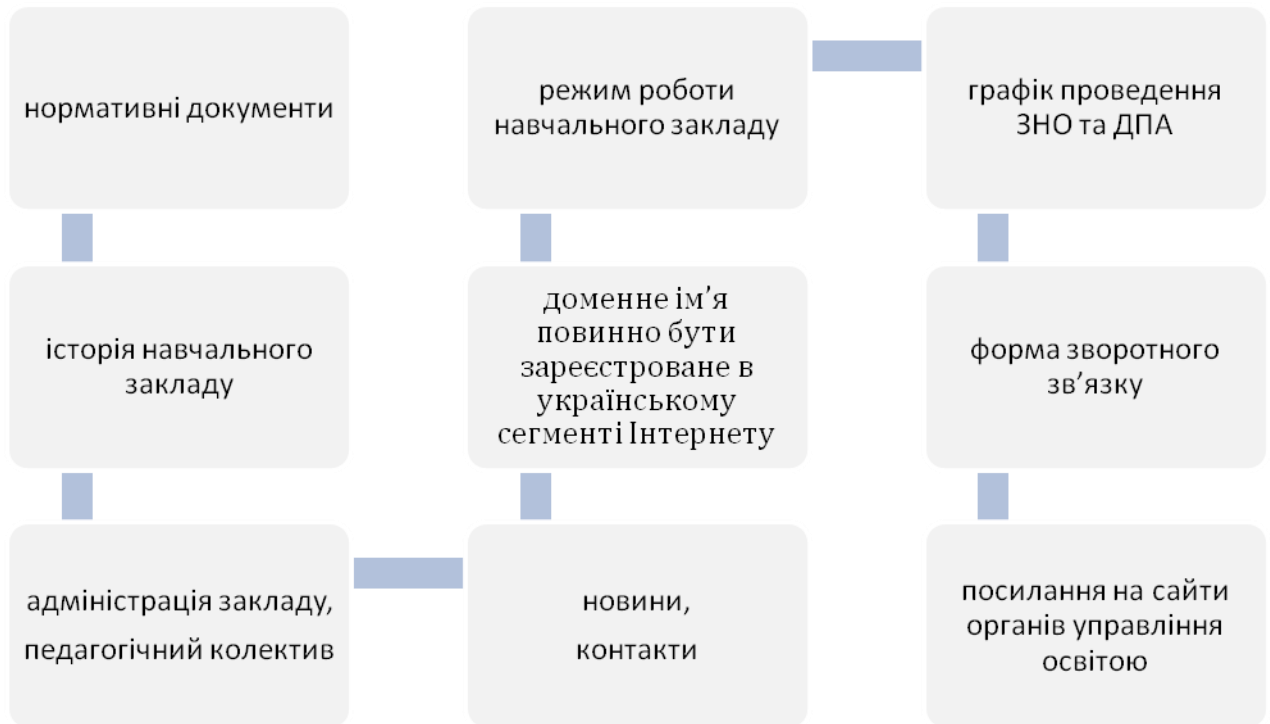 нормативні документи
історія навчального
закладу
адміністрація закладу,
педагогічний колектив
новини,
контакти
доменне ім’я
повинно бути
зареєстроване в
українському
сегменті Інтернету
режим роботи
навчального закладу
графік проведення
ЗНО та ДПА
форма зворотного
зв’язку
посилання на сайти
органів управління
освітою